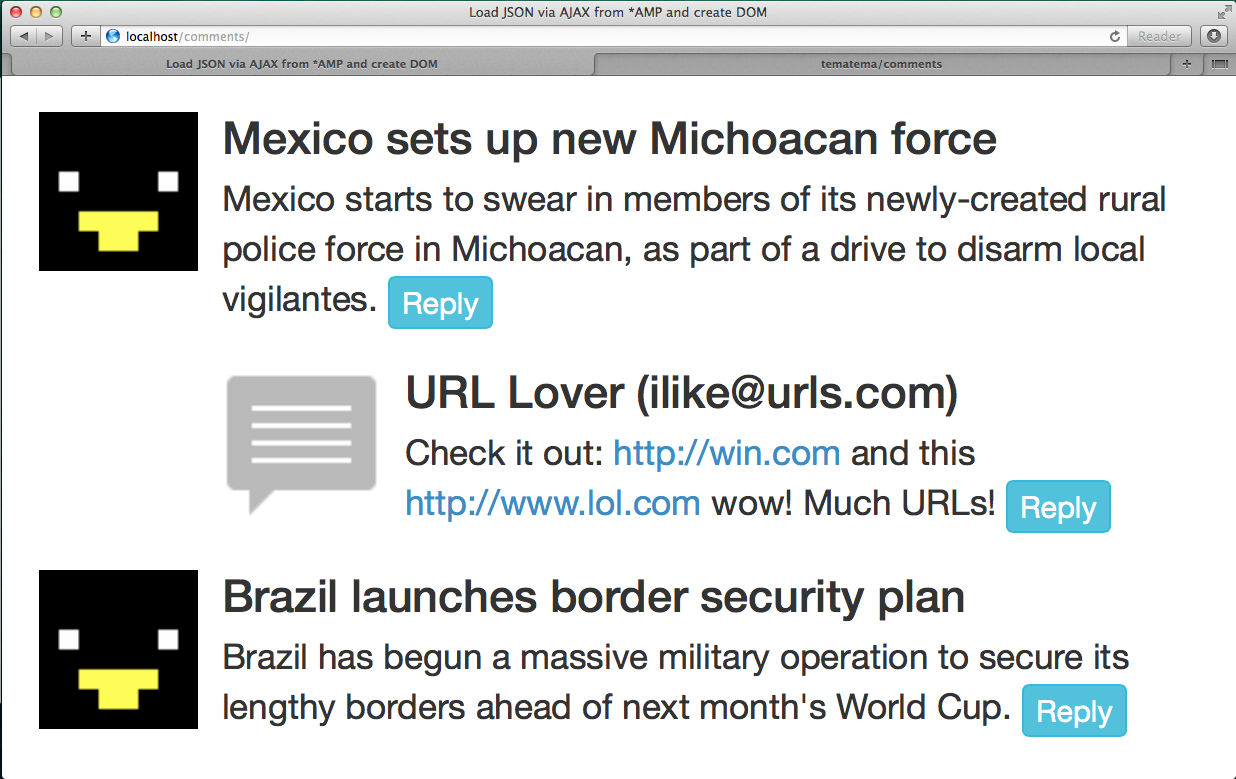 Load JSON via AJAX from *AMP and create DOM
localhost/comments/
Reader
Load JSON via AJAX from *AMP and create DOM
tematema/comments
Mexico sets up new Michoacan force
Mexico starts to swear in members of its newly-created rural
police force in Michoacan, as part of a drive to disarm local
vigilantes. Reply
URL Lover (ilike@urls.com)
Check it out: http://win.com and this
http://www.lol.com wow! Much URLs! Reply
Brazil launches border security plan
Brazil has begun a massive military operation to secure its
lengthy borders ahead of next month's World Cup. Reply